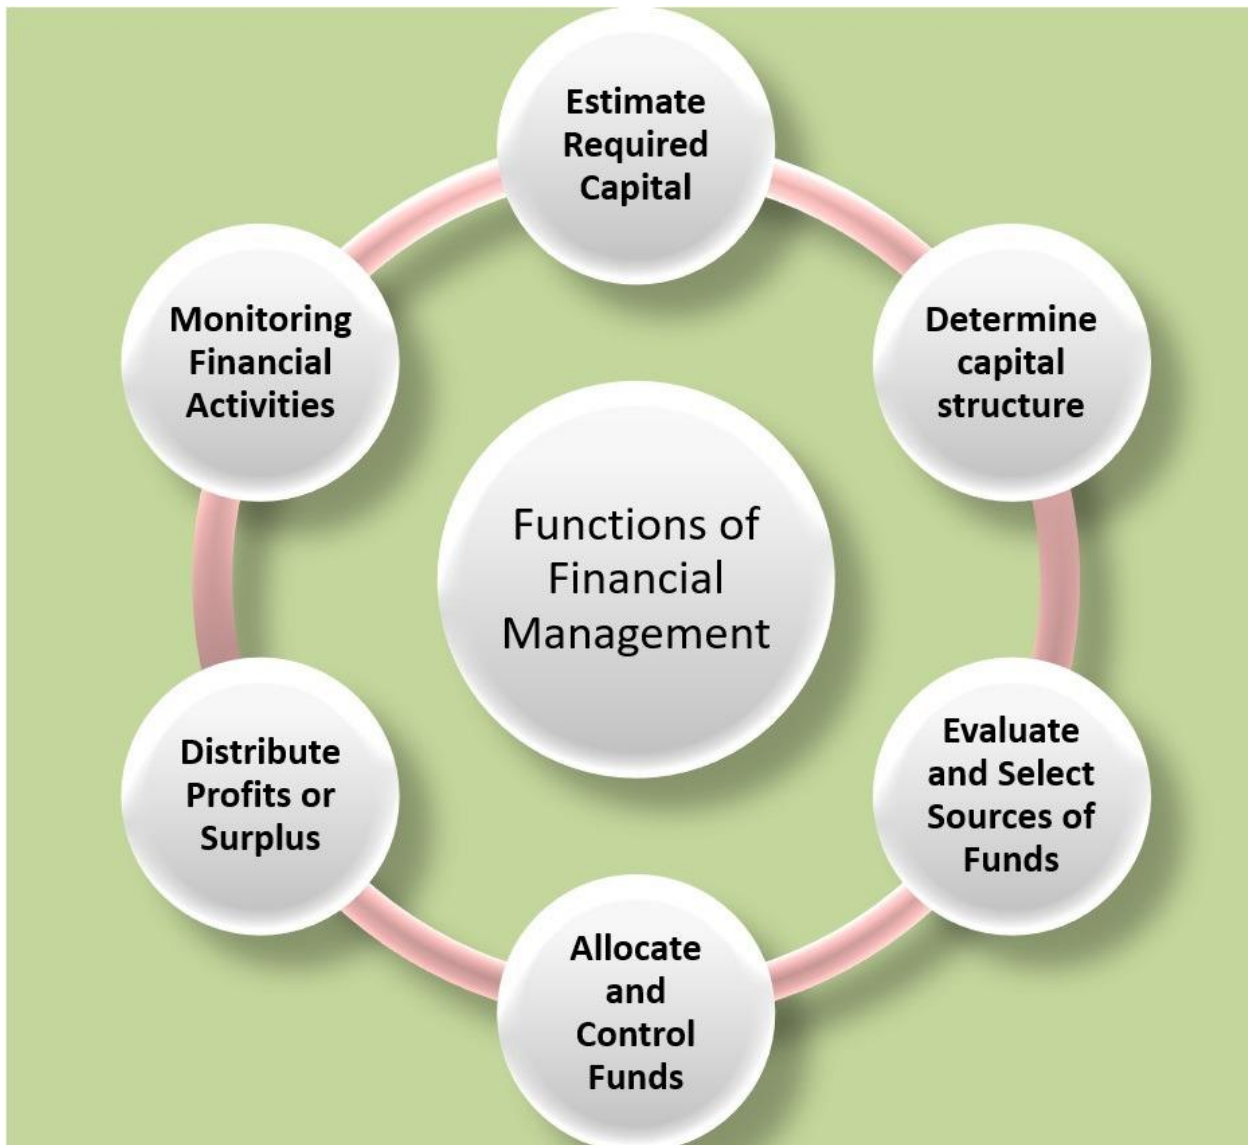 Estimate
Required
Capital
Determine
capital
structure
Evaluate
and Select
Sources of
Funds
Allocate
and
Control
Funds
Distribute
Profits or
Surplus
Monitoring
Financial
Activities
Functions of
Financial
Management